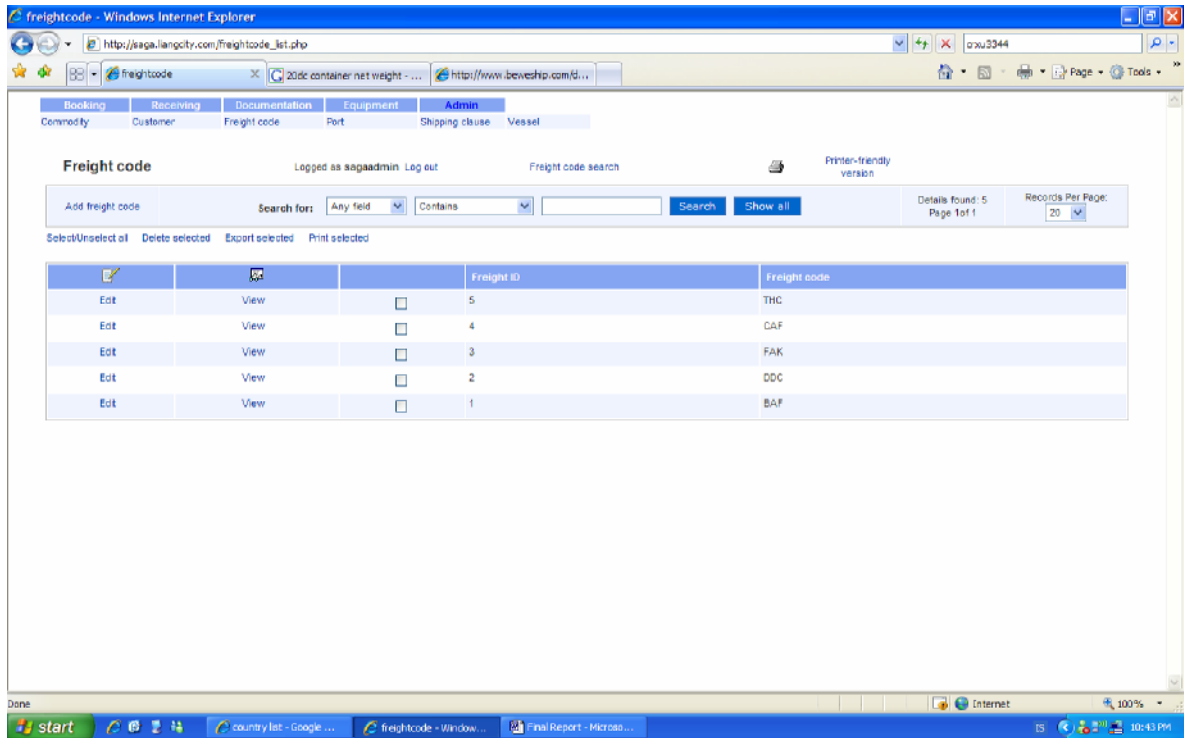 freightcode - Windows Internet Explorer
http://saga.liangcity.com/freightcode_list.php
oxu3344
freightcode
20dc container net weight - ...
http://www.beweship.com/d...
Page
Tools
Booking Receiving Documentation Equipment Admin
Commodity Customer Freight code Port Shipping clause Vessel
Freight code Logged as sagaadmin Log out Freight code search Printer-friendly version
Add freight code Search for: Any field Contains Search Show all Details found: 5 Page 1of 1 Records Per Page: 20
Select/Unselect all Delete selected Export selected Print selected
Freight ID Freight code
Edit View 5 THC
Edit View 4 CAF
Edit View 3 FAK
Edit View 2 DDC
Edit View 1 BAF
Done Internet 100%
start country list - Google ... freightcode - Window... Final Report - Microso... IS 10:43 PM